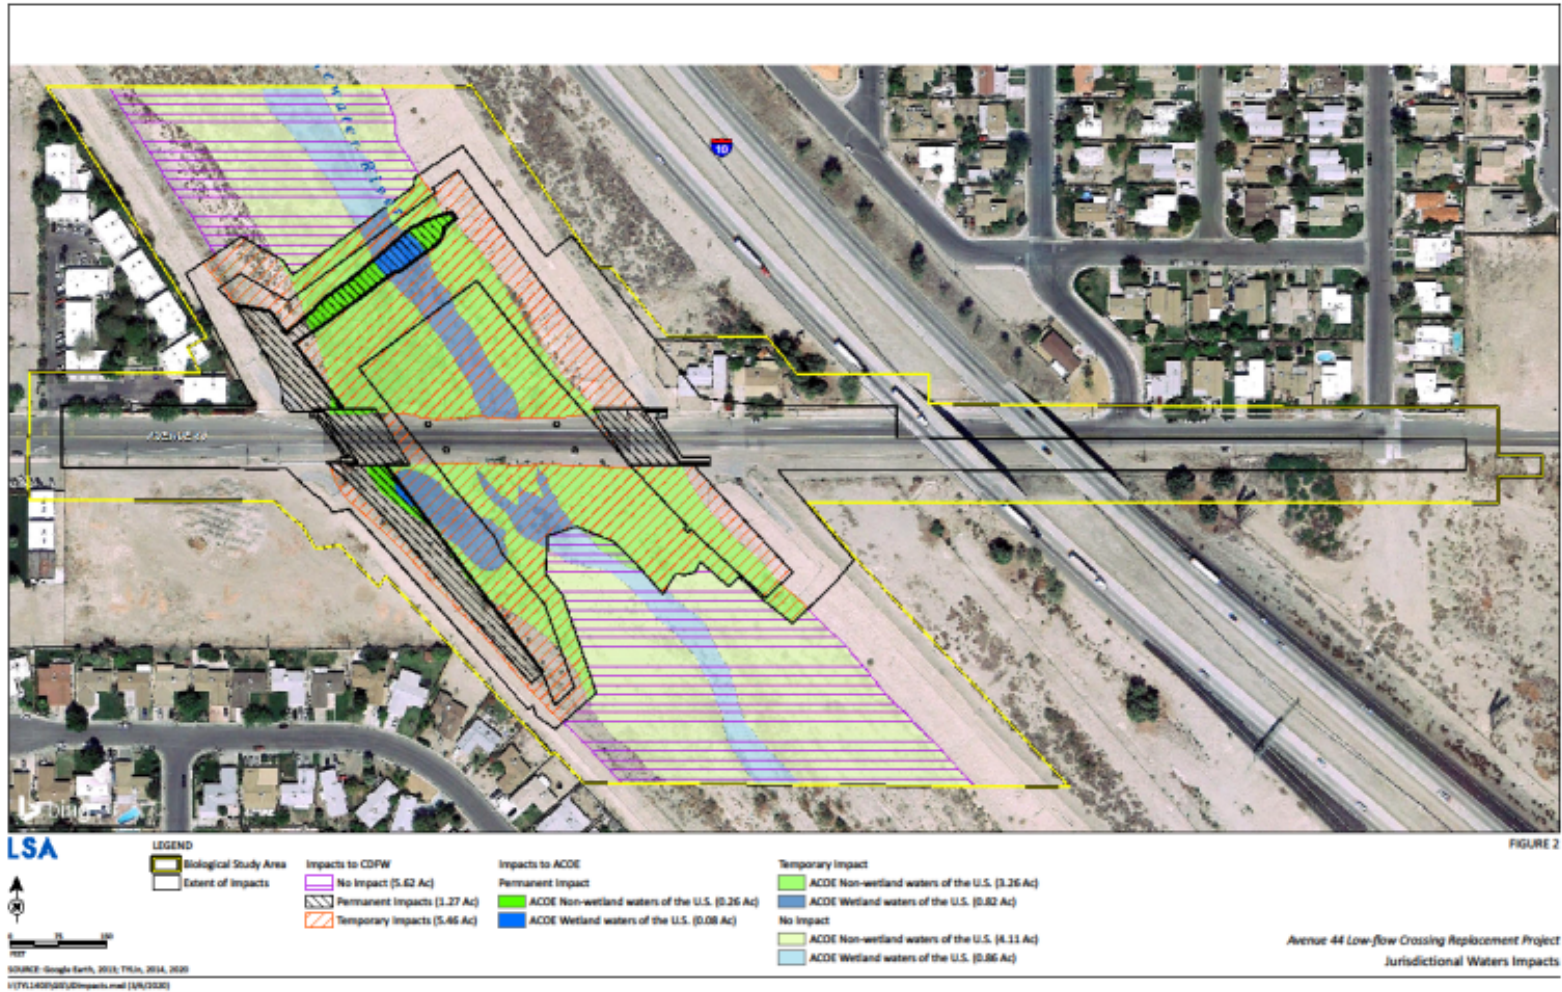 10
LSA
FIGURE 2
LEGEND
Biological Study Area
Extent of Impacts
Impacts to CDFW
No Impact (5.62 Ac)
Permanent Impacts (1.27 Ac)
Temporary Impacts (5.46 Ac)
Impacts to ACOE
Permanent Impact
ACOE Non-wetland waters of the U.S. (0.26 Ac)
ACOE Wetland waters of the U.S. (0.08 Ac)
Temporary Impact
ACOE Non-wetland waters of the U.S. (3.26 Ac)
ACOE Wetland waters of the U.S. (0.82 Ac)
No Impact
ACOE Non-wetland waters of the U.S. (4.11 Ac)
ACOE Wetland waters of the U.S. (0.86 Ac)
0 75 150
FEET
SOURCE: Google Earth, 2013; TYLin, 2014, 2020
Avenue 44 Low-flow Crossing Replacement Project
Jurisdictional Waters Impacts